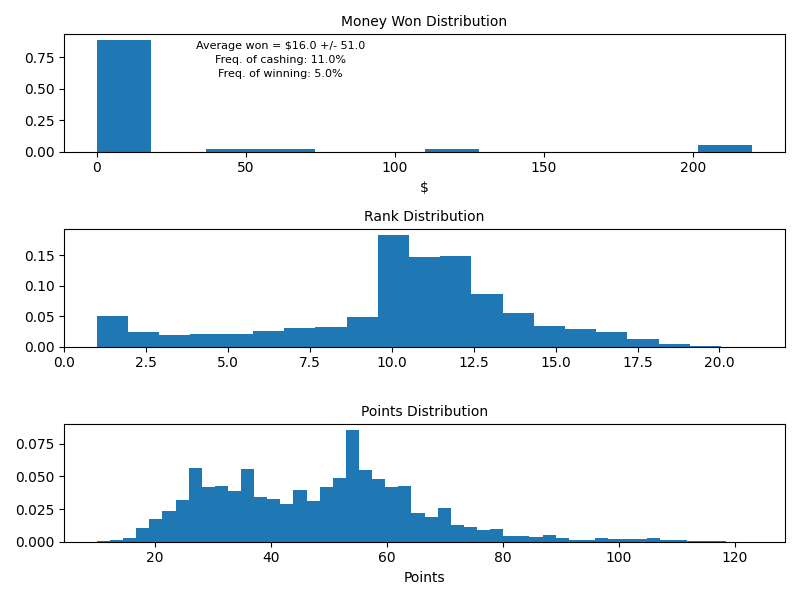 Money Won Distribution
Average won = $16.0 +/- 51.0
Freq. of cashing: 11.0%
Freq. of winning: 5.0%
0.75
0.50
0.25
0.00
0 50 100 150 200
$
Rank Distribution
0.15
0.10
0.05
0.00
0.0 2.5 5.0 7.5 10.0 12.5 15.0 17.5 20.0
Points Distribution
0.075
0.050
0.025
0.000
20 40 60 80 100 120
Points